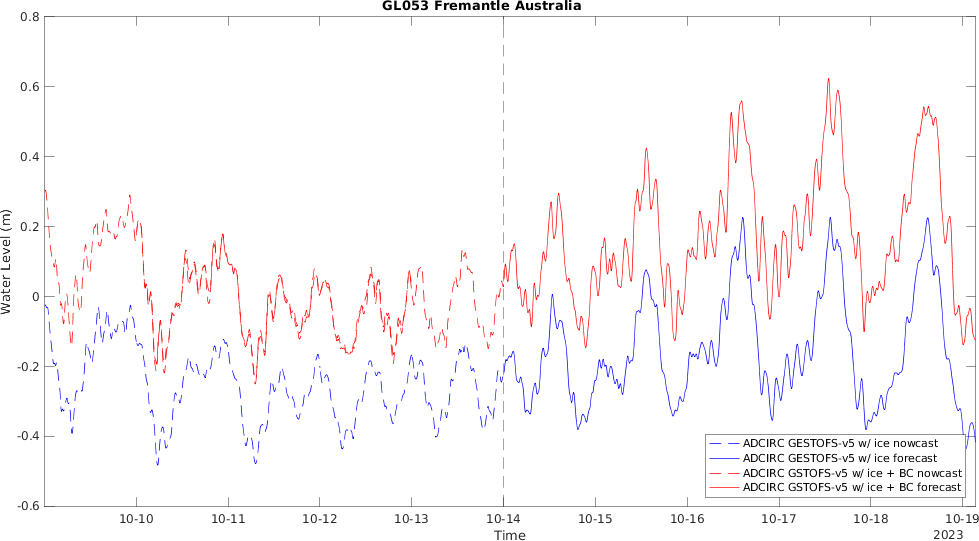 GL053 Fremantle Australia
0.8
0.6
0.4
0.2
0
-0.2
-0.4
-0.6
Water Level (m)
ADCIRC GESTOFS-v5 w/ ice nowcast
ADCIRC GESTOFS-v5 w/ ice forecast
ADCIRC GSTOFS-v5 w/ ice + BC nowcast
ADCIRC GSTOFS-v5 w/ ice + BC forecast
10-10 10-11 10-12 10-13 10-14 10-15 10-16 10-17 10-18 10-19
Time
2023